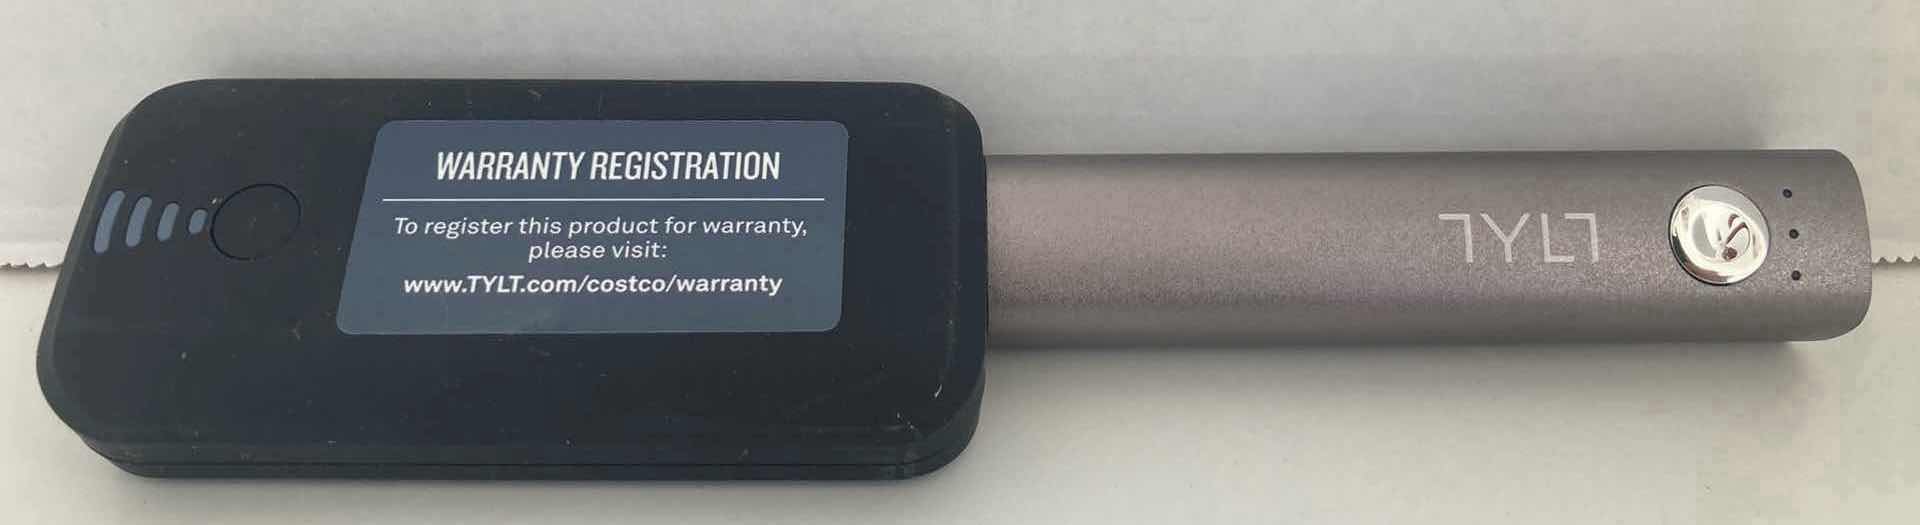 WARRANTY REGISTRATION
To register this product for warranty,
please visit:
www.TYLT.com/costco/warranty
TYLT